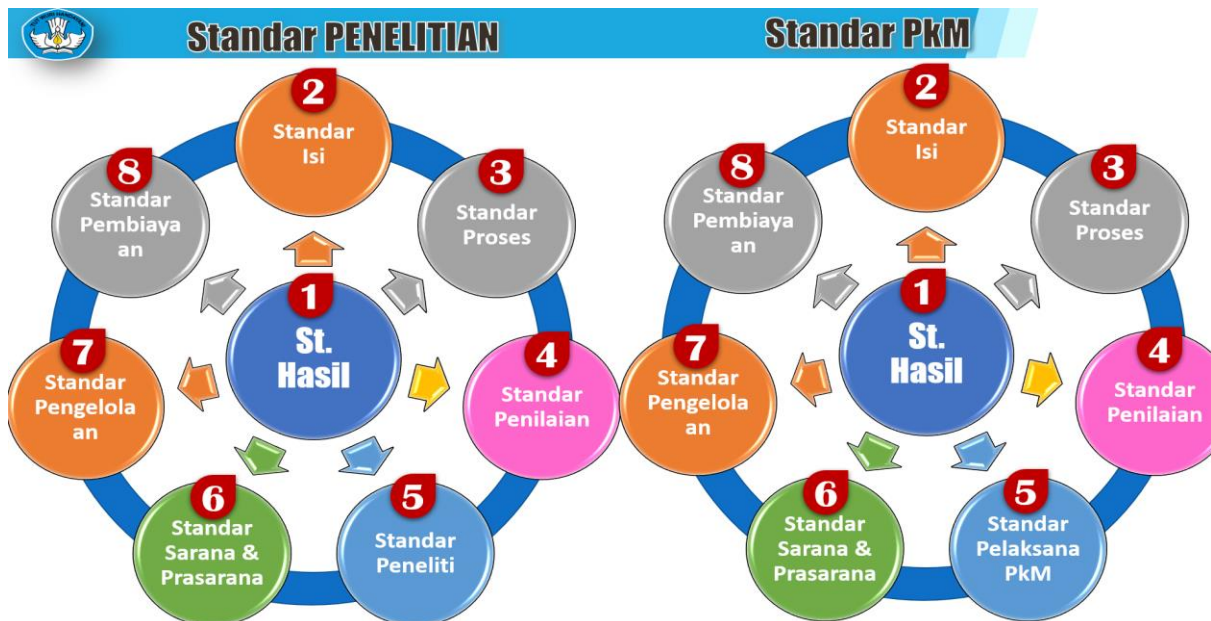 Standar PENELITIAN
2
Standar
Isi
8
Standar
Pembiaya
an
3
Standar
Proses
1
St.
Hasil
7
Standar
Pengelola
an
4
Standar
Penilaian
6
Standar
Sarana &
Prasarana
5
Standar
Peneliti
Standar PkM
2
Standar
Isi
8
Standar
Pembiaya
an
3
Standar
Proses
1
St.
Hasil
7
Standar
Pengelola
an
4
Standar
Penilaian
6
Standar
Sarana &
Prasarana
5
Standar
Pelaksana
PkM